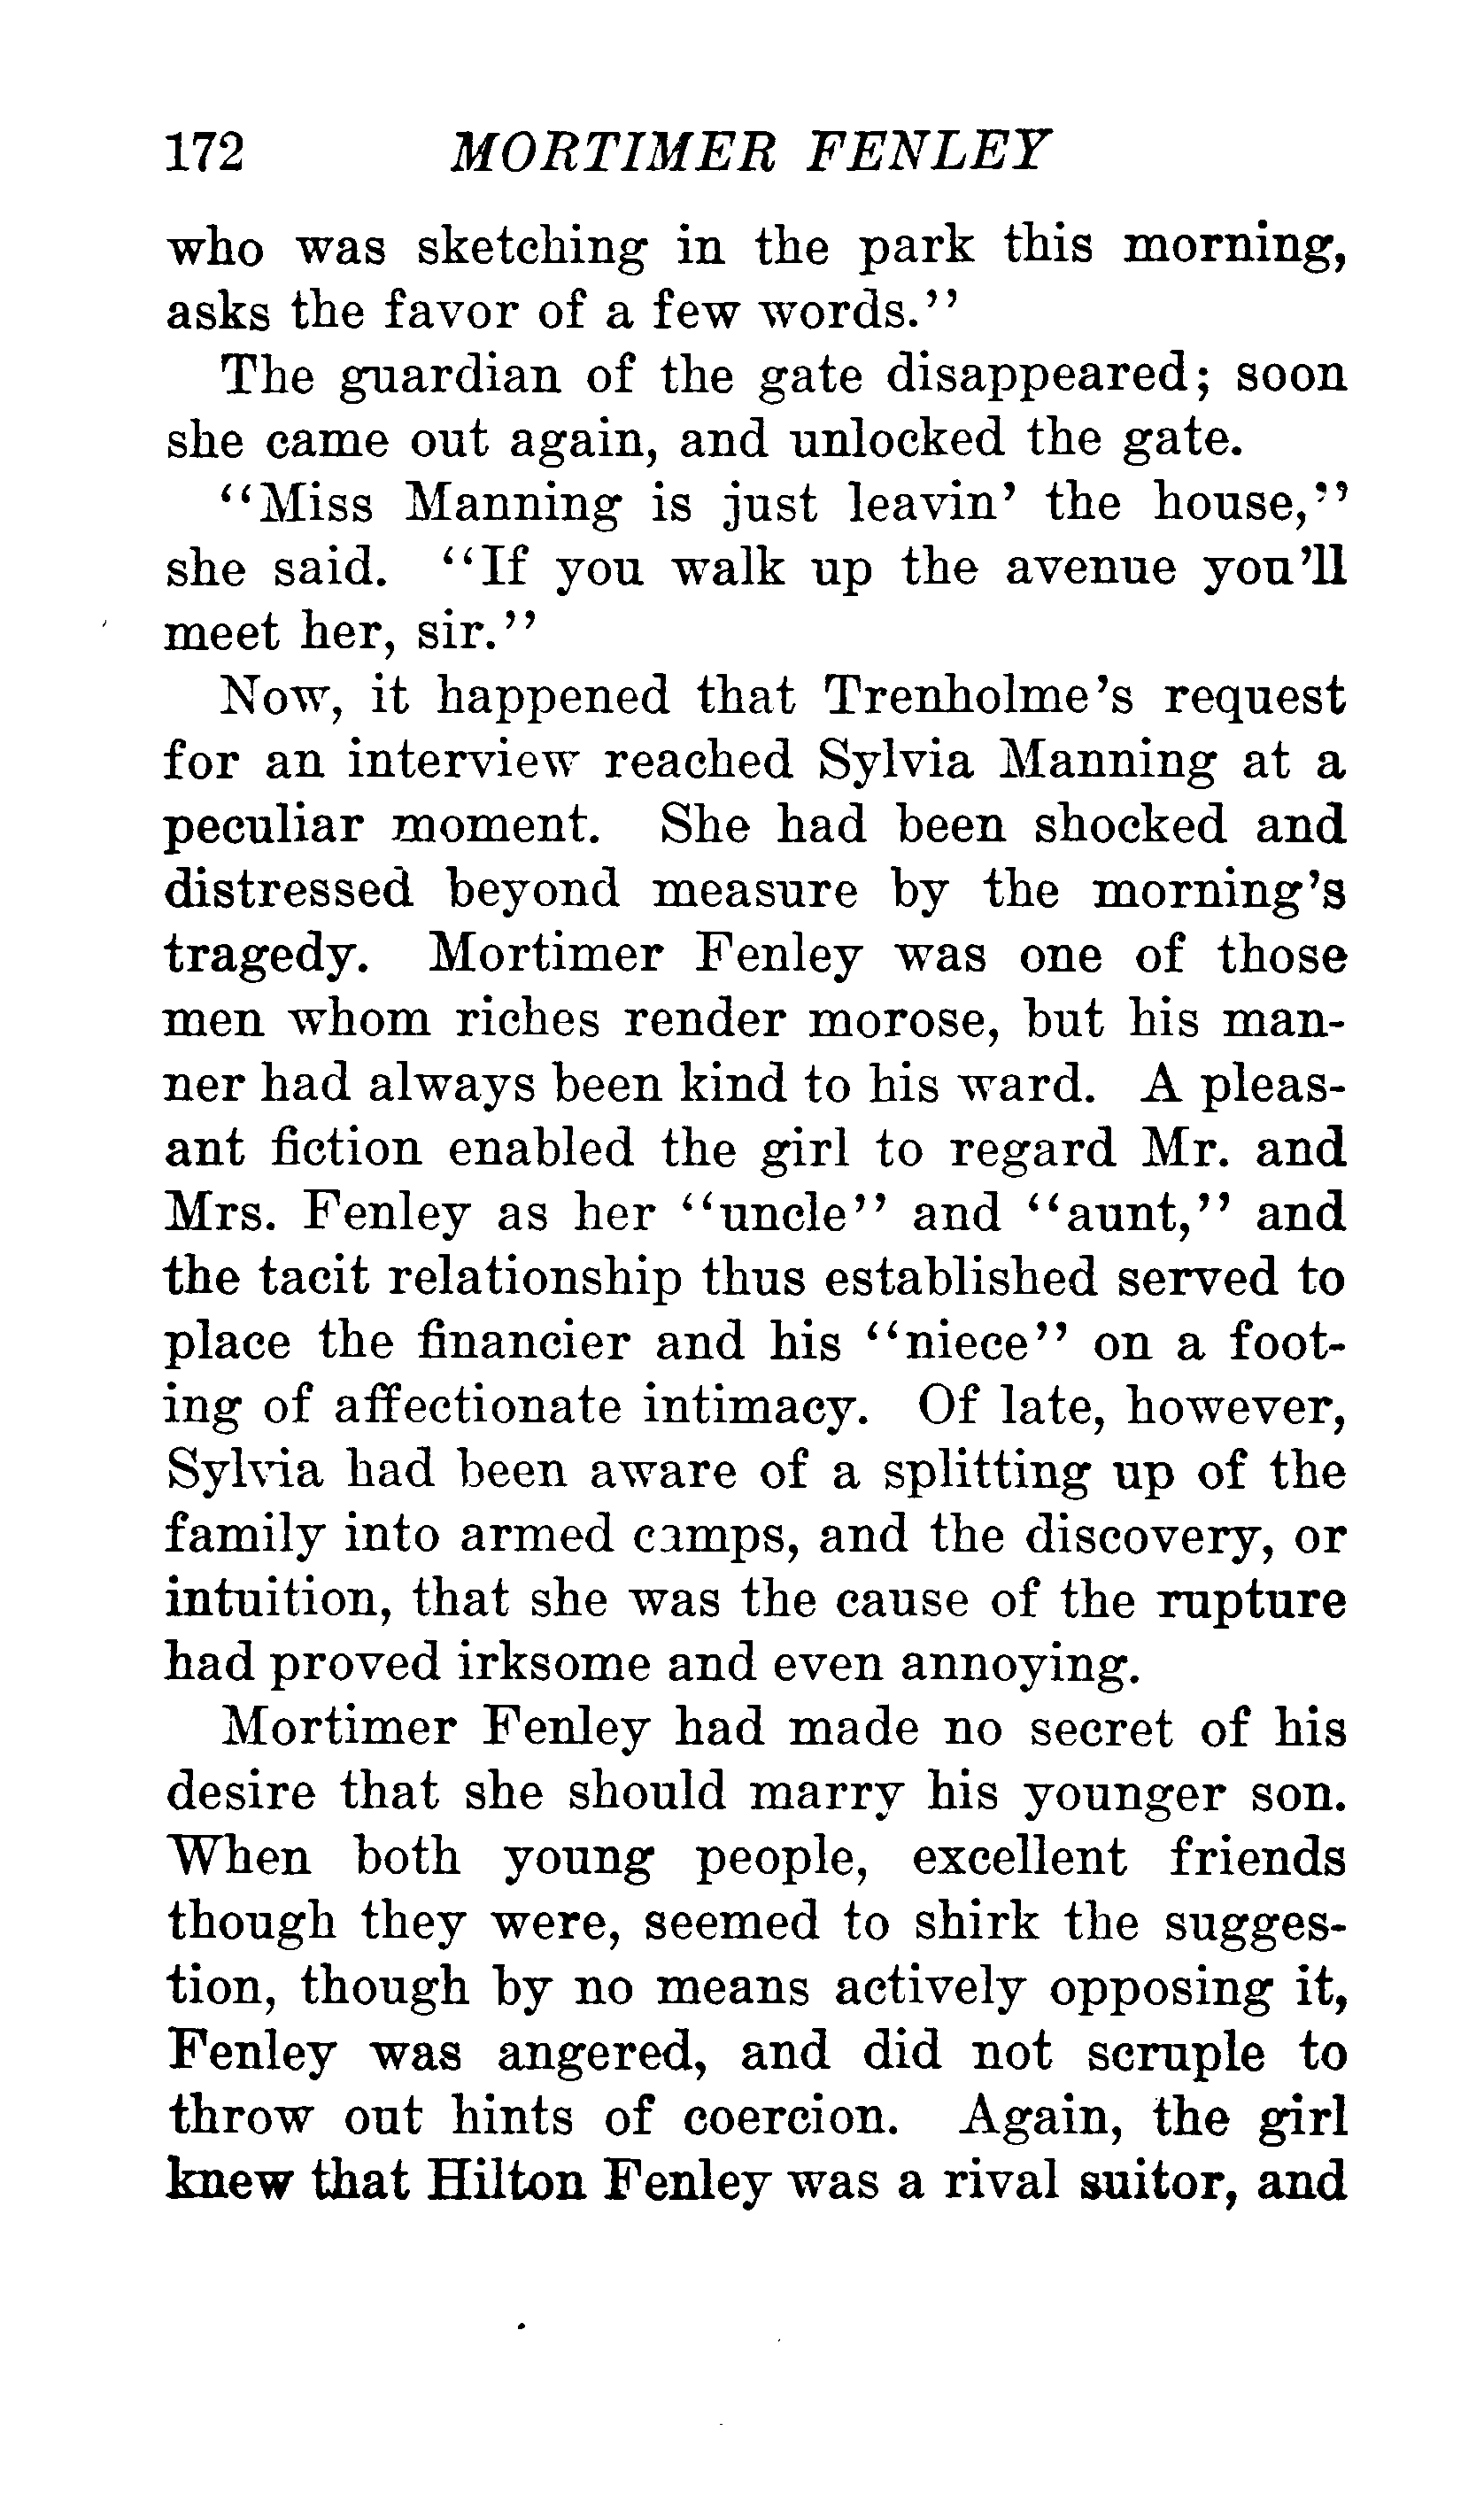 172 MORTIMER FENLEY
who was sketching in the park this morning,
asks the favor of a few words."
The guardian of the gate disappeared; soon
she came out again, and unlocked the gate.
"Miss Manning is just leavin' the house,"
she said. "If you walk up the avenue you'll
meet her, sir."
Now, it happened that Trenholme's request
for an interview reached Sylvia Manning at a
peculiar moment. She had been shocked and
distressed beyond measure by the morning's
tragedy. Mortimer Fenley was one of those
men whom riches render morose, but his man-
ner had always been kind to his ward. A pleas-
ant fiction enabled the girl to regard Mr. and
Mrs. Fenley as her "uncle" and "aunt," and
the tacit relationship thus established served to
place the financier and his "niece" on a foot-
ing of affectionate intimacy. Of late, however,
Sylvia had been aware of a splitting up of the
family into armed camps, and the discovery, or
intuition, that she was the cause of the rupture
had proved irksome and even annoying.
Mortimer Fenley had made no secret of his
desire that she should marry his younger son.
When both young people, excellent friends
though they were, seemed to shirk the sugges-
tion, though by no means actively opposing it,
Fenley was angered, and did not scruple to
throw out hints of coercion. Again, the girl
knew that Hilton Fenley was a rival suitor, and